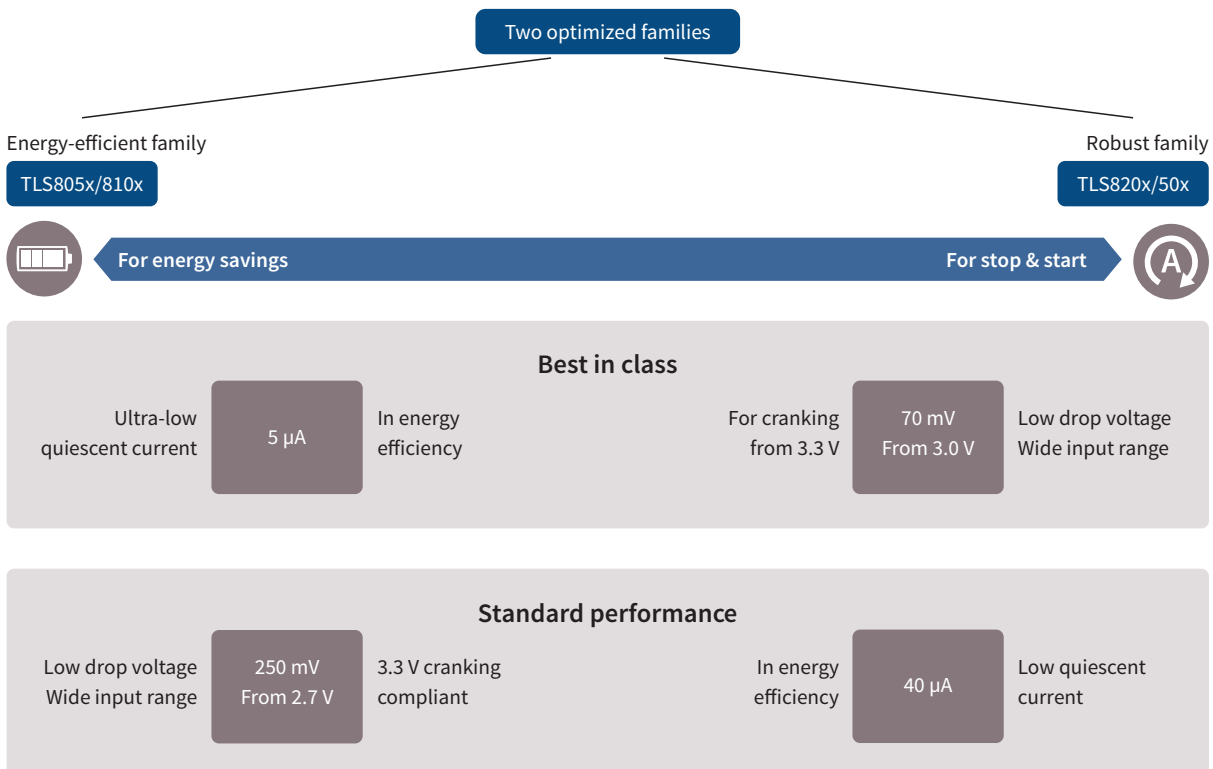 Two optimized families
Energy-efficient family
TLS805x/810x
Robust family
TLS820x/50x
For energy savings
For stop & start
A
Best in class
Ultra-low
quiescent current
5 µA
In energy
efficiency
For cranking
from 3.3 V
70 mV
From 3.0 V
Low drop voltage
Wide input range
Standard performance
Low drop voltage
Wide input range
250 mV
From 2.7 V
3.3 V cranking
compliant
In energy
efficiency
40 µA
Low quiescent
current